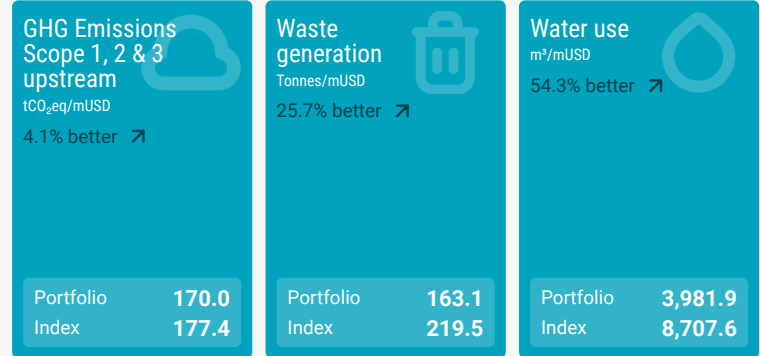 GHG Emissions
Scope 1, 2 & 3
upstream
tCO₂eq/mUSD
4.1% better
Portfolio 170.0
Index 177.4
Waste
generation
Tonnes/mUSD
25.7% better
Portfolio 163.1
Index 219.5
Water use
m³/mUSD
54.3% better
Portfolio 3,981.9
Index 8,707.6